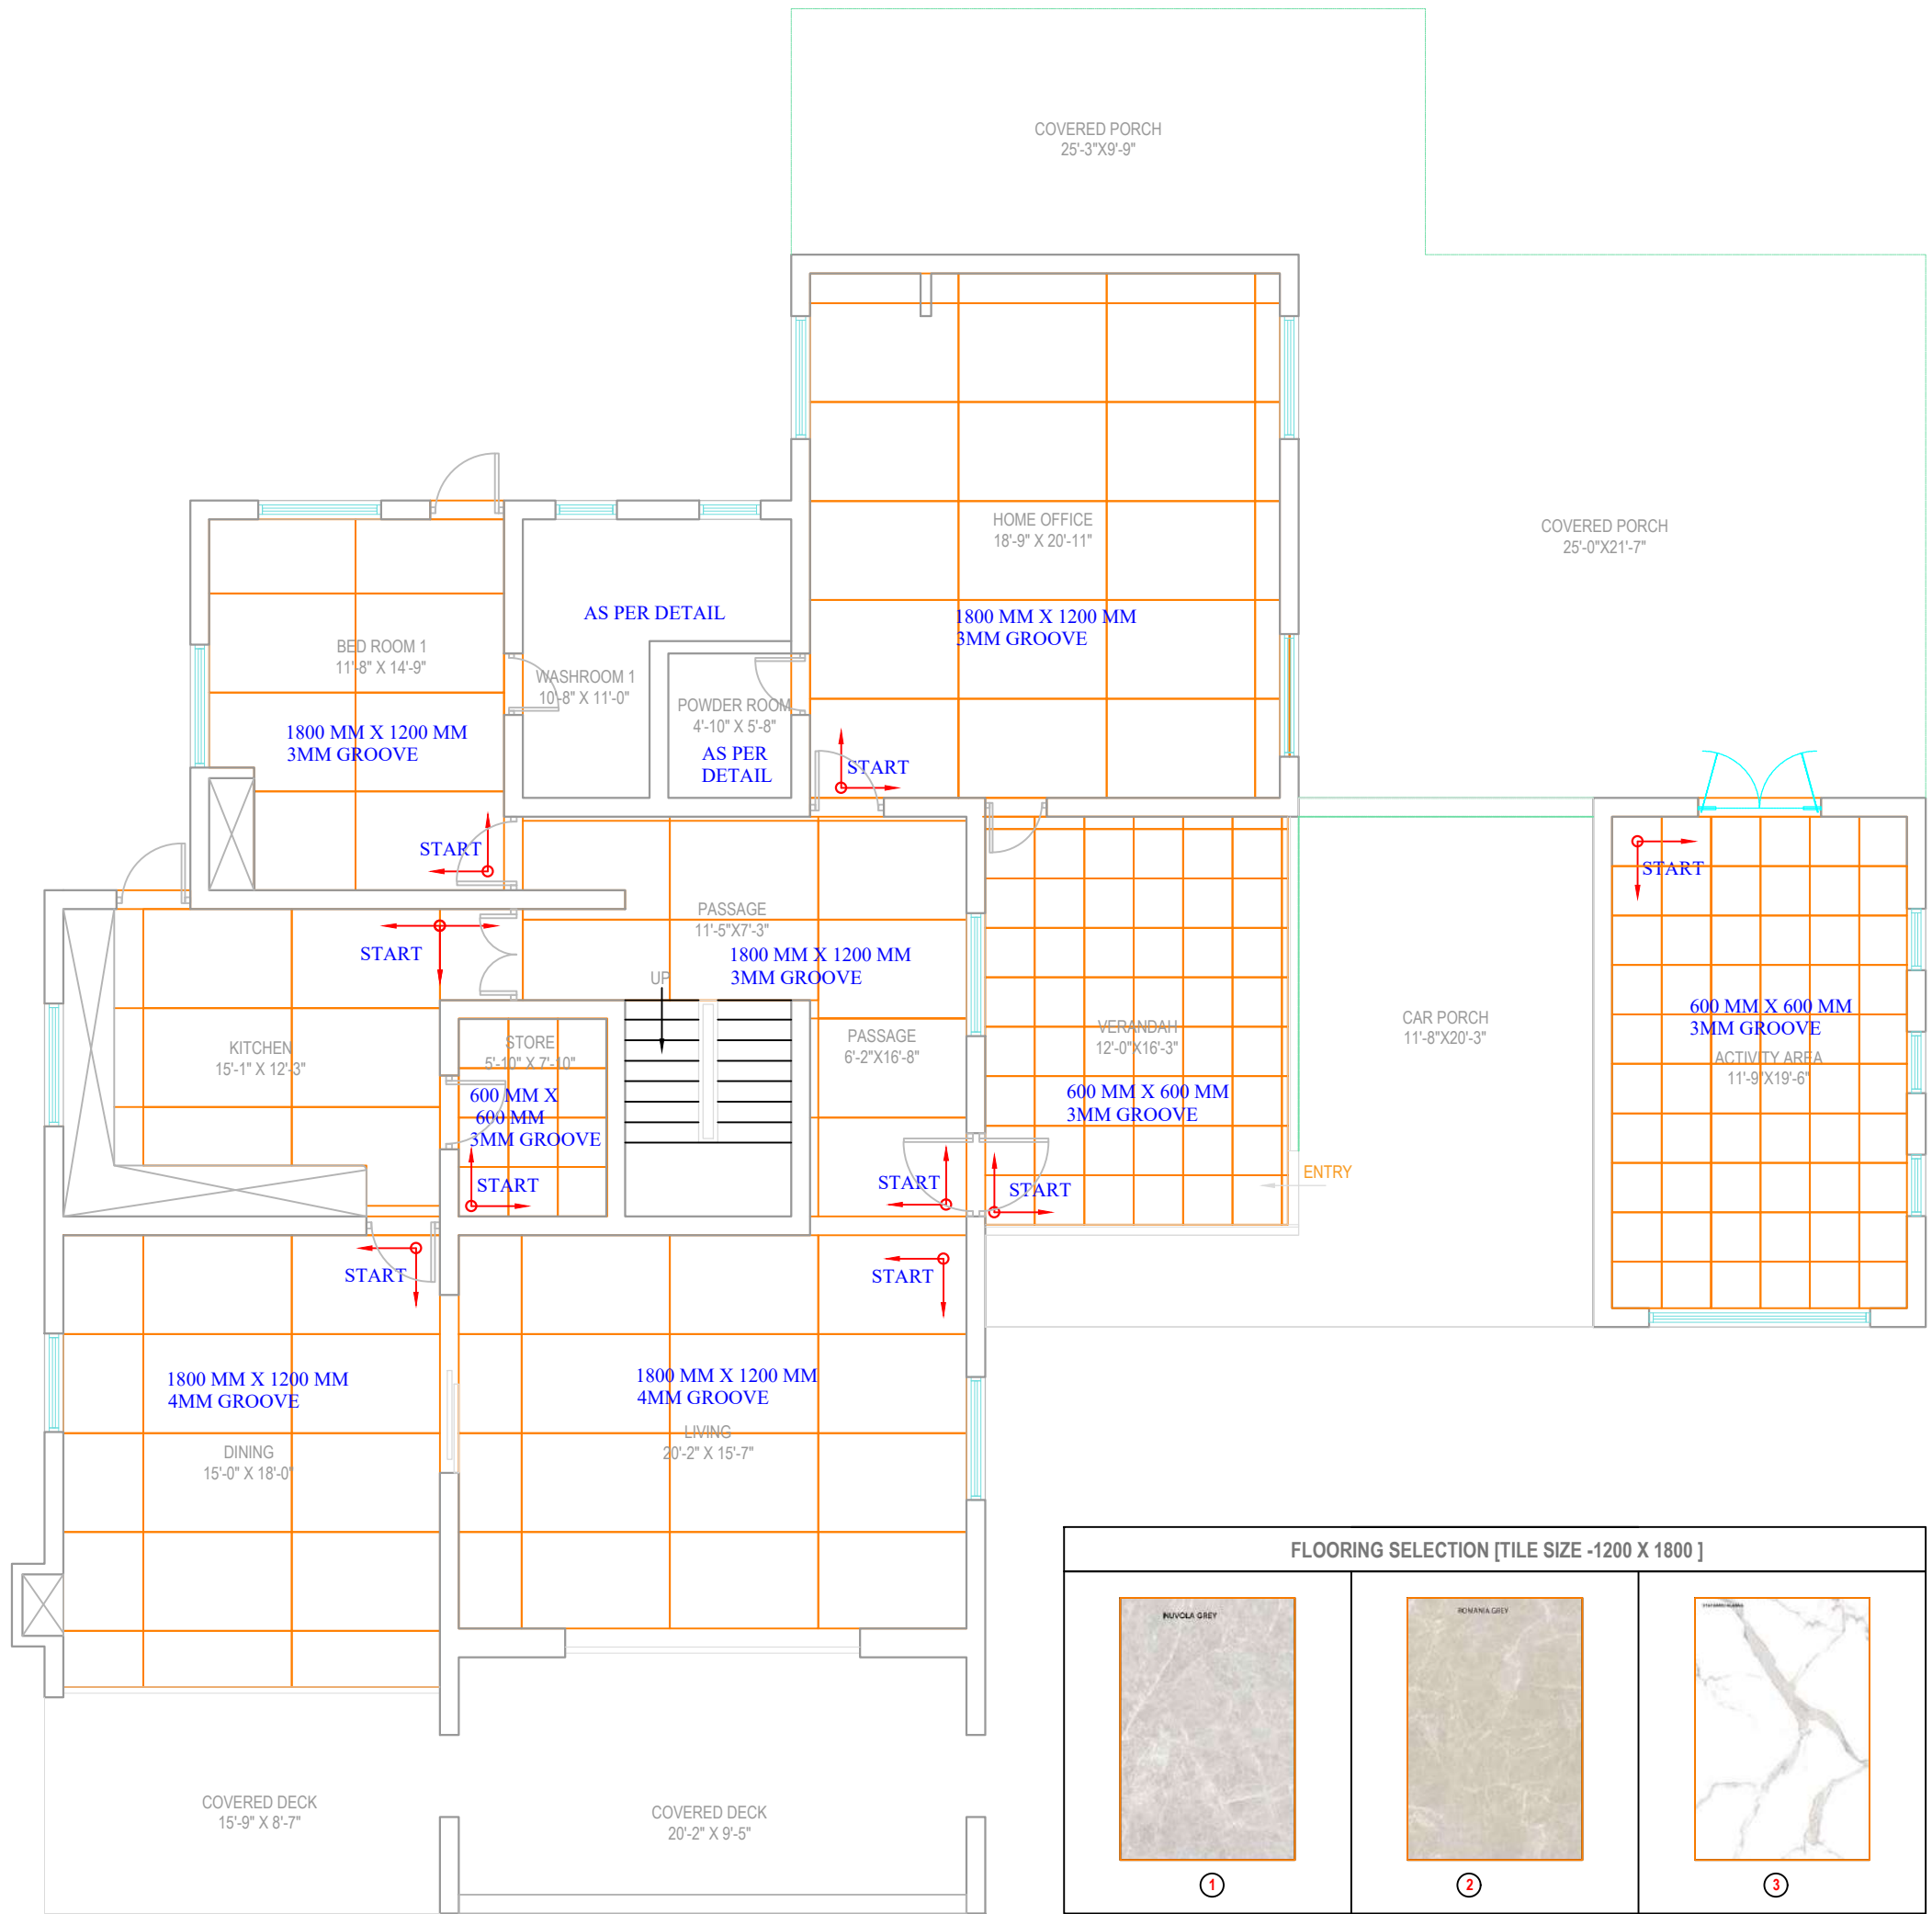 COVERED PORCH
25'-3"X9'-9"
HOME OFFICE
18'-9" X 20'-11"
COVERED PORCH
25'-0"X21'-7"
AS PER DETAIL
1800 MM X 1200 MM
3MM GROOVE
BED ROOM 1
11'-8" X 14'-9"
WASHROOM 1
10'-8" X 11'-0"
POWDER ROOM
4'-10" X 5'-8"
1800 MM X 1200 MM
3MM GROOVE
AS PER
DETAIL
START
START
START
PASSAGE
11'-5"X7'-3"
START
1800 MM X 1200 MM
3MM GROOVE
UP
600 MM X 600 MM
3MM GROOVE
CAR PORCH
11'-8"X20'-3"
VERANDAH
12'-0"X16'-3"
PASSAGE
6'-2"X16'-8"
STORE
5'-10" X 7'-10"
KITCHEN
15'-1" X 12'-3"
ACTIVITY AREA
11'-9"X19'-6"
600 MM X
600 MM
3MM GROOVE
600 MM X 600 MM
3MM GROOVE
ENTRY
START
START
START
START
START
1800 MM X 1200 MM
4MM GROOVE
1800 MM X 1200 MM
4MM GROOVE
LIVING
20'-2" X 15'-7"
DINING
15'-0" X 18'-0"
FLOORING SELECTION [TILE SIZE -1200 X 1800 ]
NUVOLA GREY
ROMANIA GREY
COVERED DECK
15'-9" X 8'-7"
COVERED DECK
20'-2" X 9'-5"
1
2
3